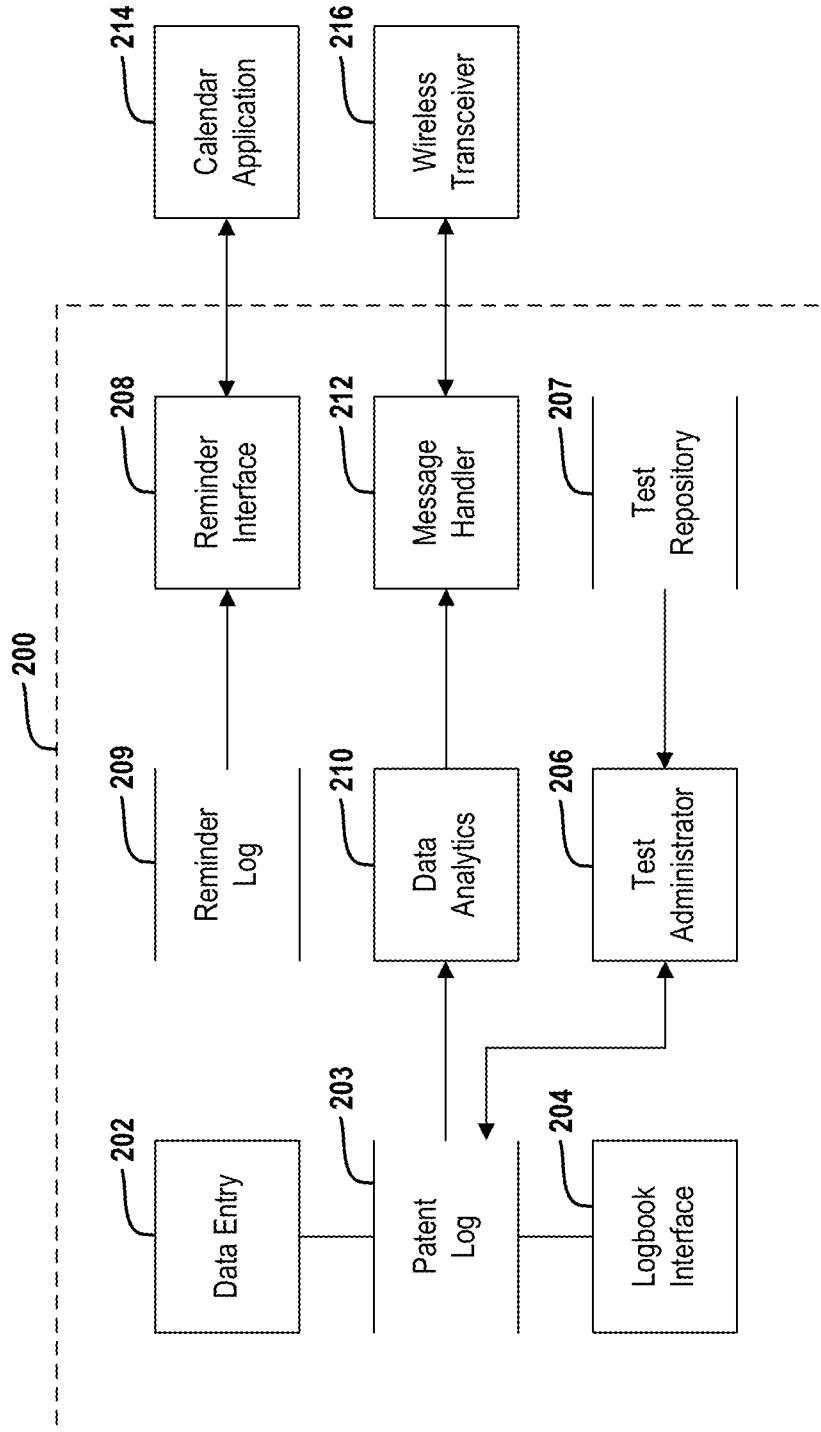 200
202
Data Entry
209
Reminder
Log
208
Reminder
Interface
214
Calendar
Application
203
Patent
Log
210
Data
Analytics
212
Message
Handler
216
Wireless
Transceiver
204
Logbook
Interface
206
Test
Administrator
207
Test
Repository